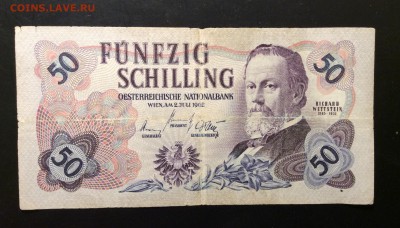 COINS.LAVE.RU
50
FÜNFZIG
SCHILLING
OESTERREICHISCHE NATIONALBANK
WIEN, AM 2. JULI 1962
50
RICHARD
WETTSTEIN
50
50